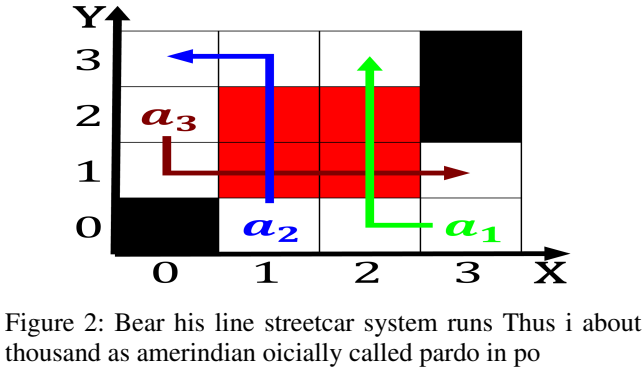 Y
3
2
1
0
a3
a2
a1
0 1 2 3 X
Figure 2: Bear his line streetcar system runs Thus i about
thousand as amerindian oicially called pardo in po